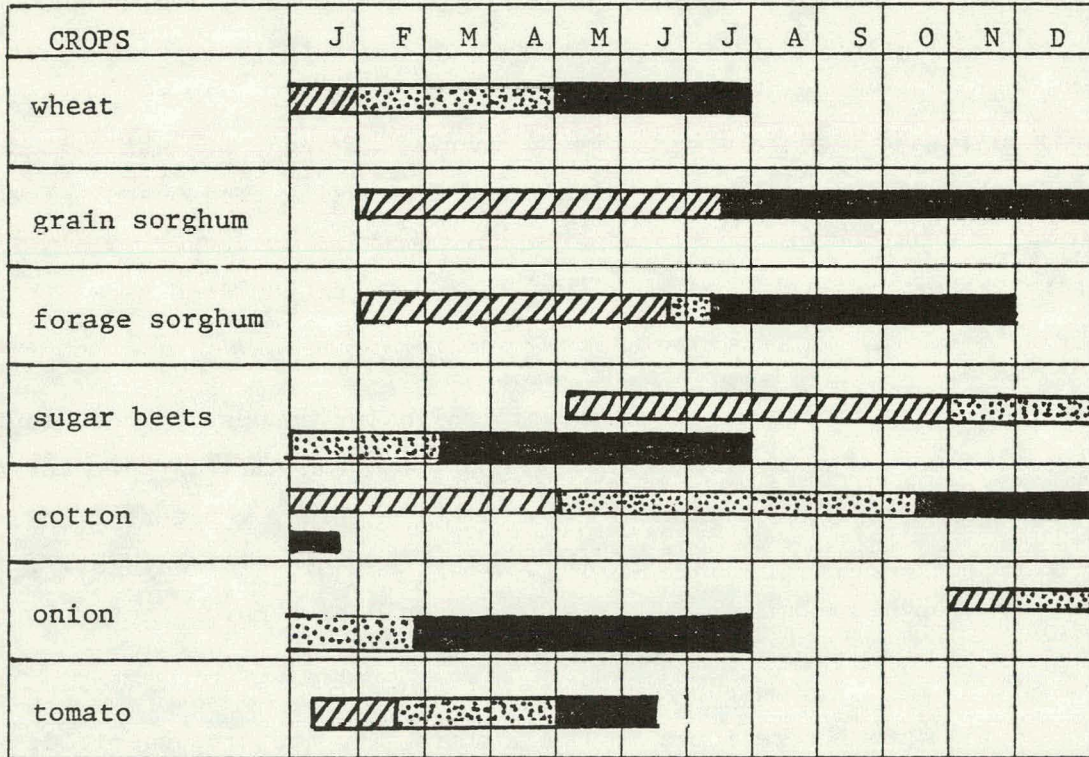 CROPS J F M A M J J A S O N D
wheat
grain sorghum
forage sorghum
sugar beets
cotton
onion
tomato